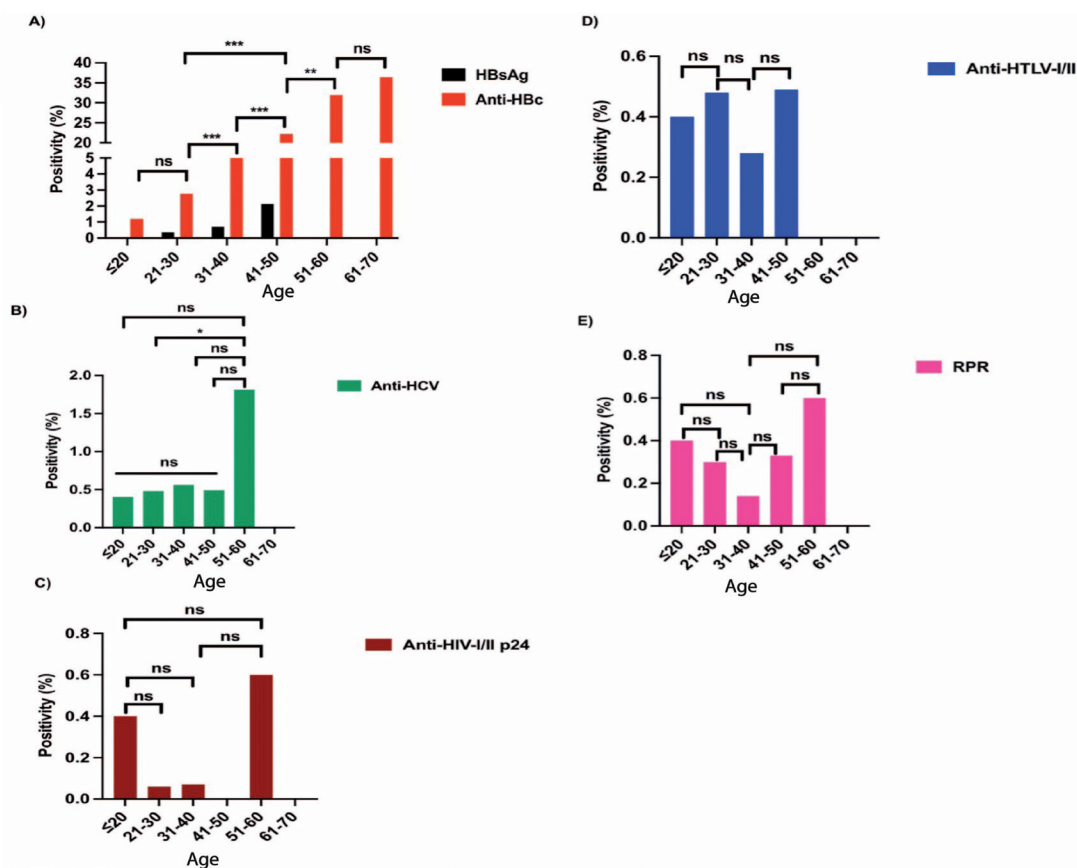 A)
***
ns
**
***
***
ns
HBsAg
Anti-HBc
Positivity (%)
40
35
30
25
20
5
4
3
2
1
0
≤20
21-30
31-40
41-50
51-60
61-70
Age
B)
ns
*
ns
ns
ns
Anti-HCV
Positivity (%)
2.0
1.5
1.0
0.5
0.0
≤20
21-30
31-40
41-50
51-60
61-70
Age
C)
ns
ns
ns
ns
Anti-HIV-I/II p24
Positivity (%)
0.8
0.6
0.4
0.2
0.0
≤20
21-30
31-40
41-50
51-60
61-70
Age
D)
ns
ns
ns
Anti-HTLV-I/II
Positivity (%)
0.6
0.4
0.2
0.0
≤20
21-30
31-40
41-50
51-60
61-70
Age
E)
ns
ns
ns
ns
ns
ns
RPR
Positivity (%)
0.8
0.6
0.4
0.2
0.0
≤20
21-30
31-40
41-50
51-60
61-70
Age